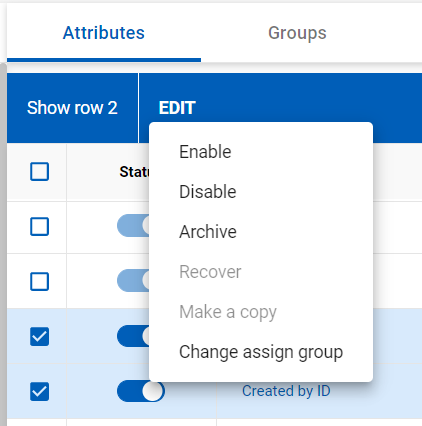 Attributes Groups
Show row 2 EDIT
Enable
Statu
Disable
Archive
Recover
Make a copy
Change assign group
Created by ID